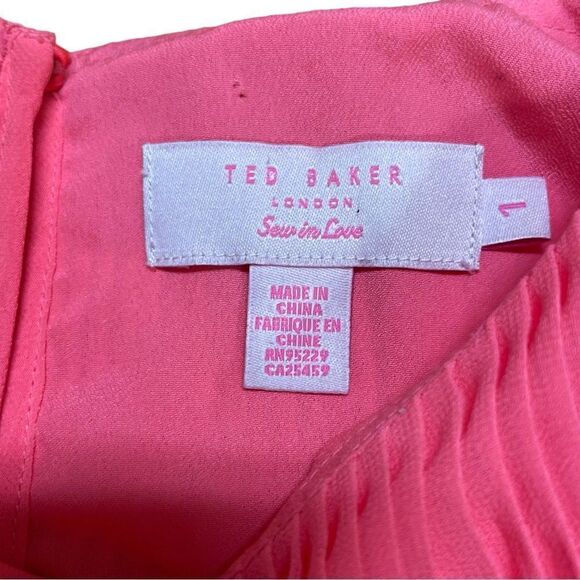 TED BAKER
LONDON
Sew in Love
1
MADE IN
CHINA
FABRIQUE EN
CHINE
RN95229
CA25459